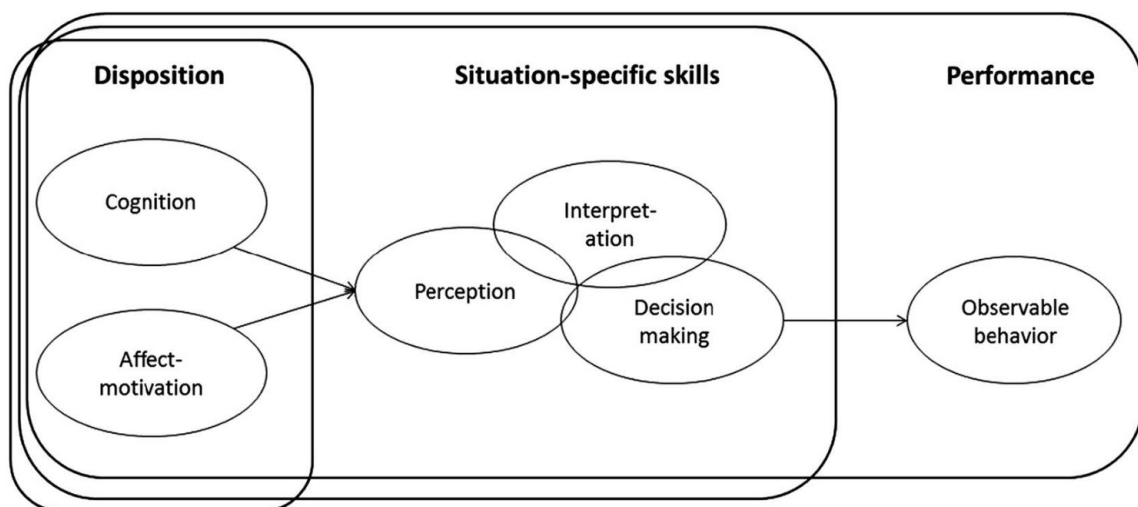 Disposition
Situation-specific skills
Performance
Cognition
Affect-
motivation
Perception
Interpret-
ation
Decision
making
Observable
behavior